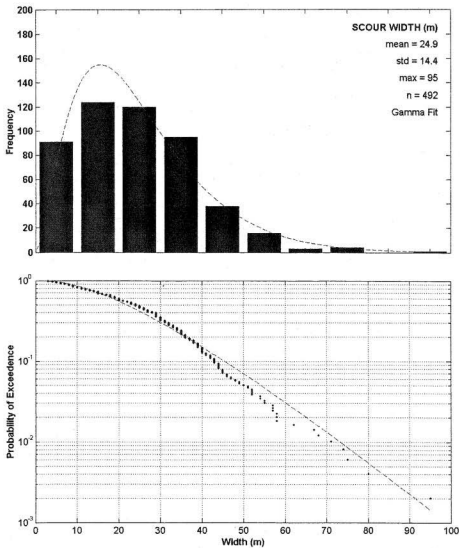 200
180
160
140
120
100
80
60
40
20
0
Frequency
SCOUR WIDTH (m)
mean = 24.9
std = 14.4
max = 95
n = 492
Gamma Fit
10^0
10^-1
10^-2
10^-3
Probability of Exceedence
0 10 20 30 40 50 60 70 80 90 100
Width (m)